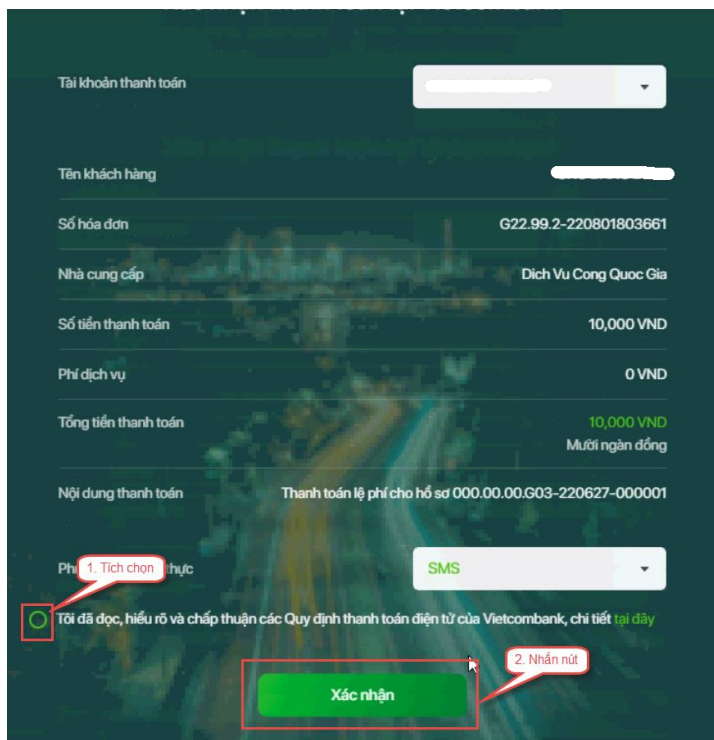 Tài khoản thanh toán
Tên khách hàng
Số hóa đơn G22.99.2-220801803661
Nhà cung cấp Dich Vu Cong Quoc Gia
Số tiền thanh toán 10,000 VND
Phí dịch vụ 0 VND
Tổng tiền thanh toán 10,000 VND
Mười ngàn đồng
Nội dung thanh toán Thanh toán lệ phí cho hồ sơ 000.00.00.G03-220627-000001
1. Tích chọn
SMS
Tôi đã đọc, hiểu rõ và chấp thuận các Quy định thanh toán điện tử của Vietcombank, chi tiết tại đây
2. Nhấn nút
Xác nhận